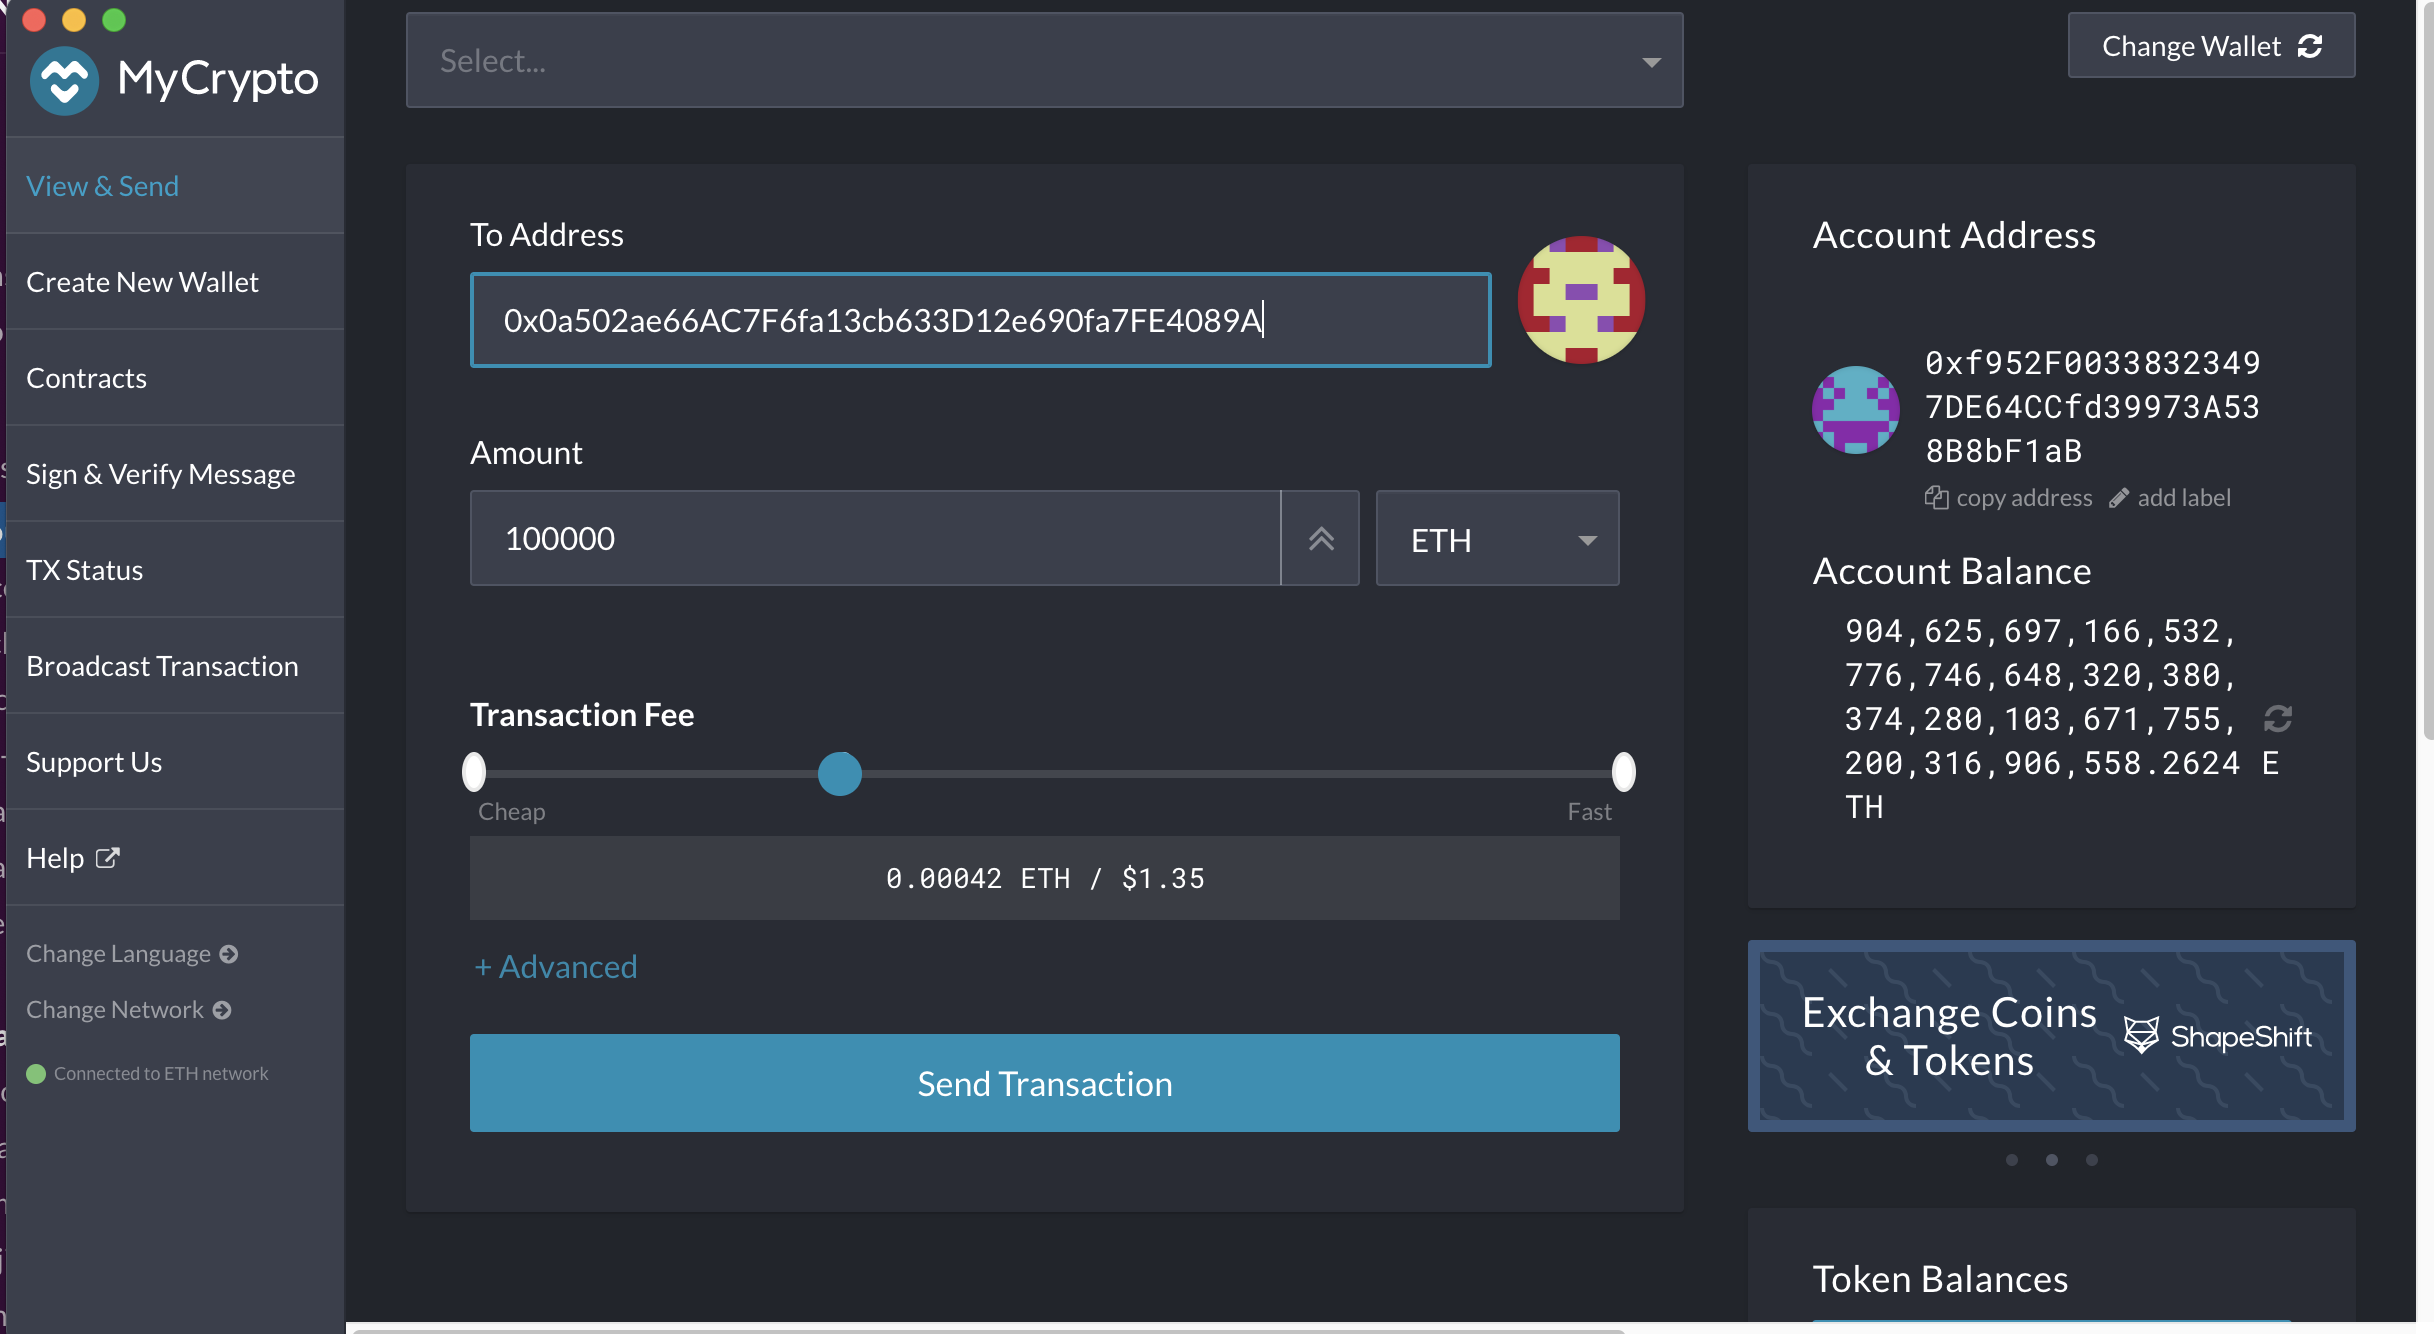 MyCrypto
View & Send
Create New Wallet
Contracts
Sign & Verify Message
TX Status
Broadcast Transaction
Support Us
Help
Change Language
Change Network
Connected to ETH network
Select...
Change Wallet
To Address
0x0a502ae66AC7F6fa13cb633D12e690fa7FE4089A
Amount
100000
ETH
Transaction Fee
Cheap
Fast
0.00042 ETH / $1.35
+ Advanced
Send Transaction
Account Address
0xf952F0033832349
7DE64CCfd39973A53
8B8bF1aB
copy address add label
Account Balance
904,625,697,166,532,
776,746,648,320,380,
374,280,103,671,755,
200,316,906,558.2624 E
TH
Exchange Coins
& Tokens
ShapeShift
Token Balances